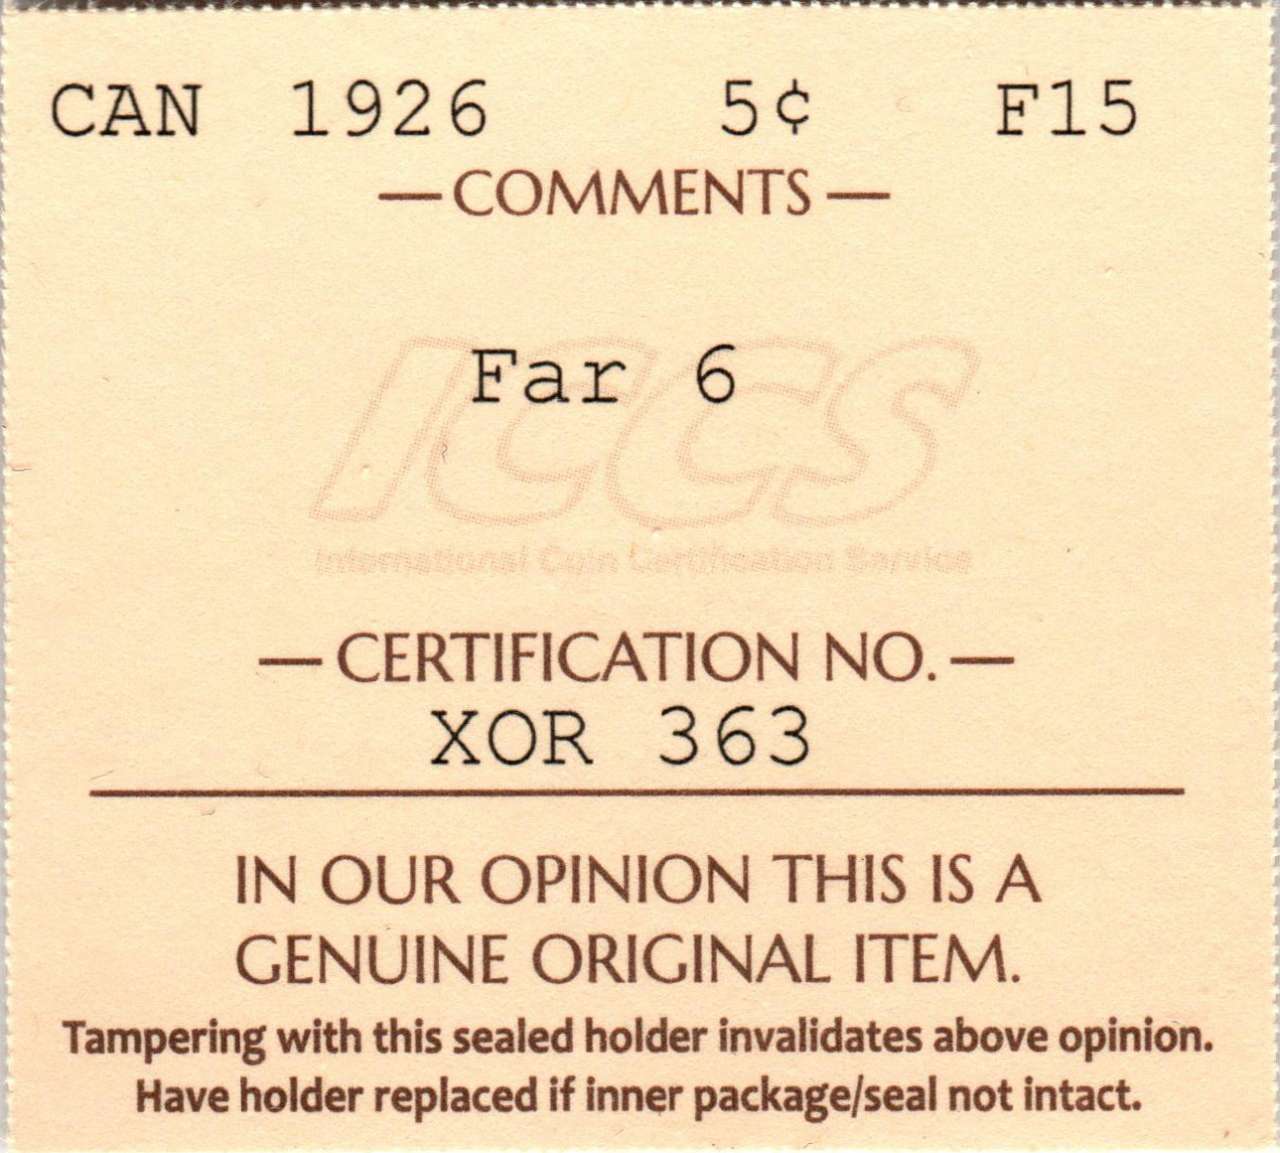 CAN 1926 5¢ F15
— COMMENTS —
Far 6
ICCS
International Coin Certification Service
— CERTIFICATION NO. —
XOR 363
IN OUR OPINION THIS IS A
GENUINE ORIGINAL ITEM.
Tampering with this sealed holder invalidates above opinion.
Have holder replaced if inner package/seal not intact.